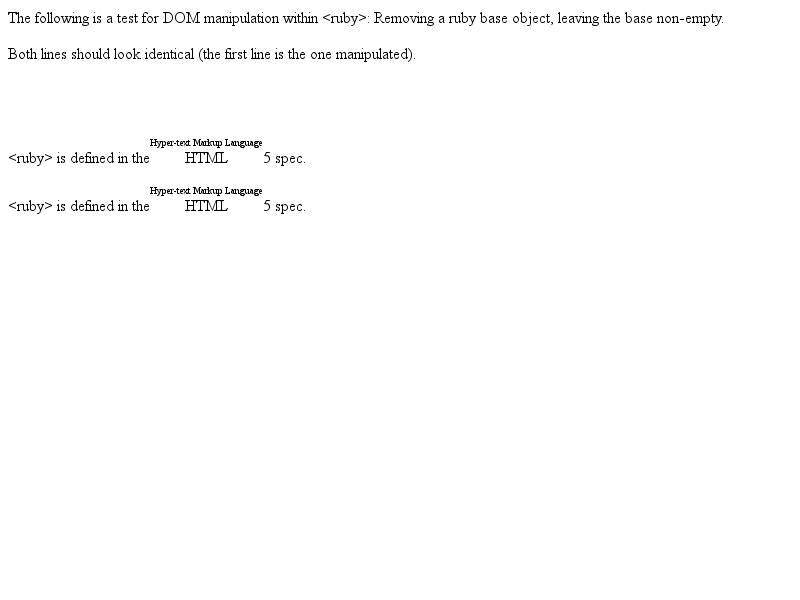 The following is a test for DOM manipulation within <ruby>: Removing a ruby base object, leaving the base non-empty.
Both lines should look identical (the first line is the one manipulated).
Hyper-text Markup Language
<ruby> is defined in the HTML 5 spec.
Hyper-text Markup Language
<ruby> is defined in the HTML 5 spec.